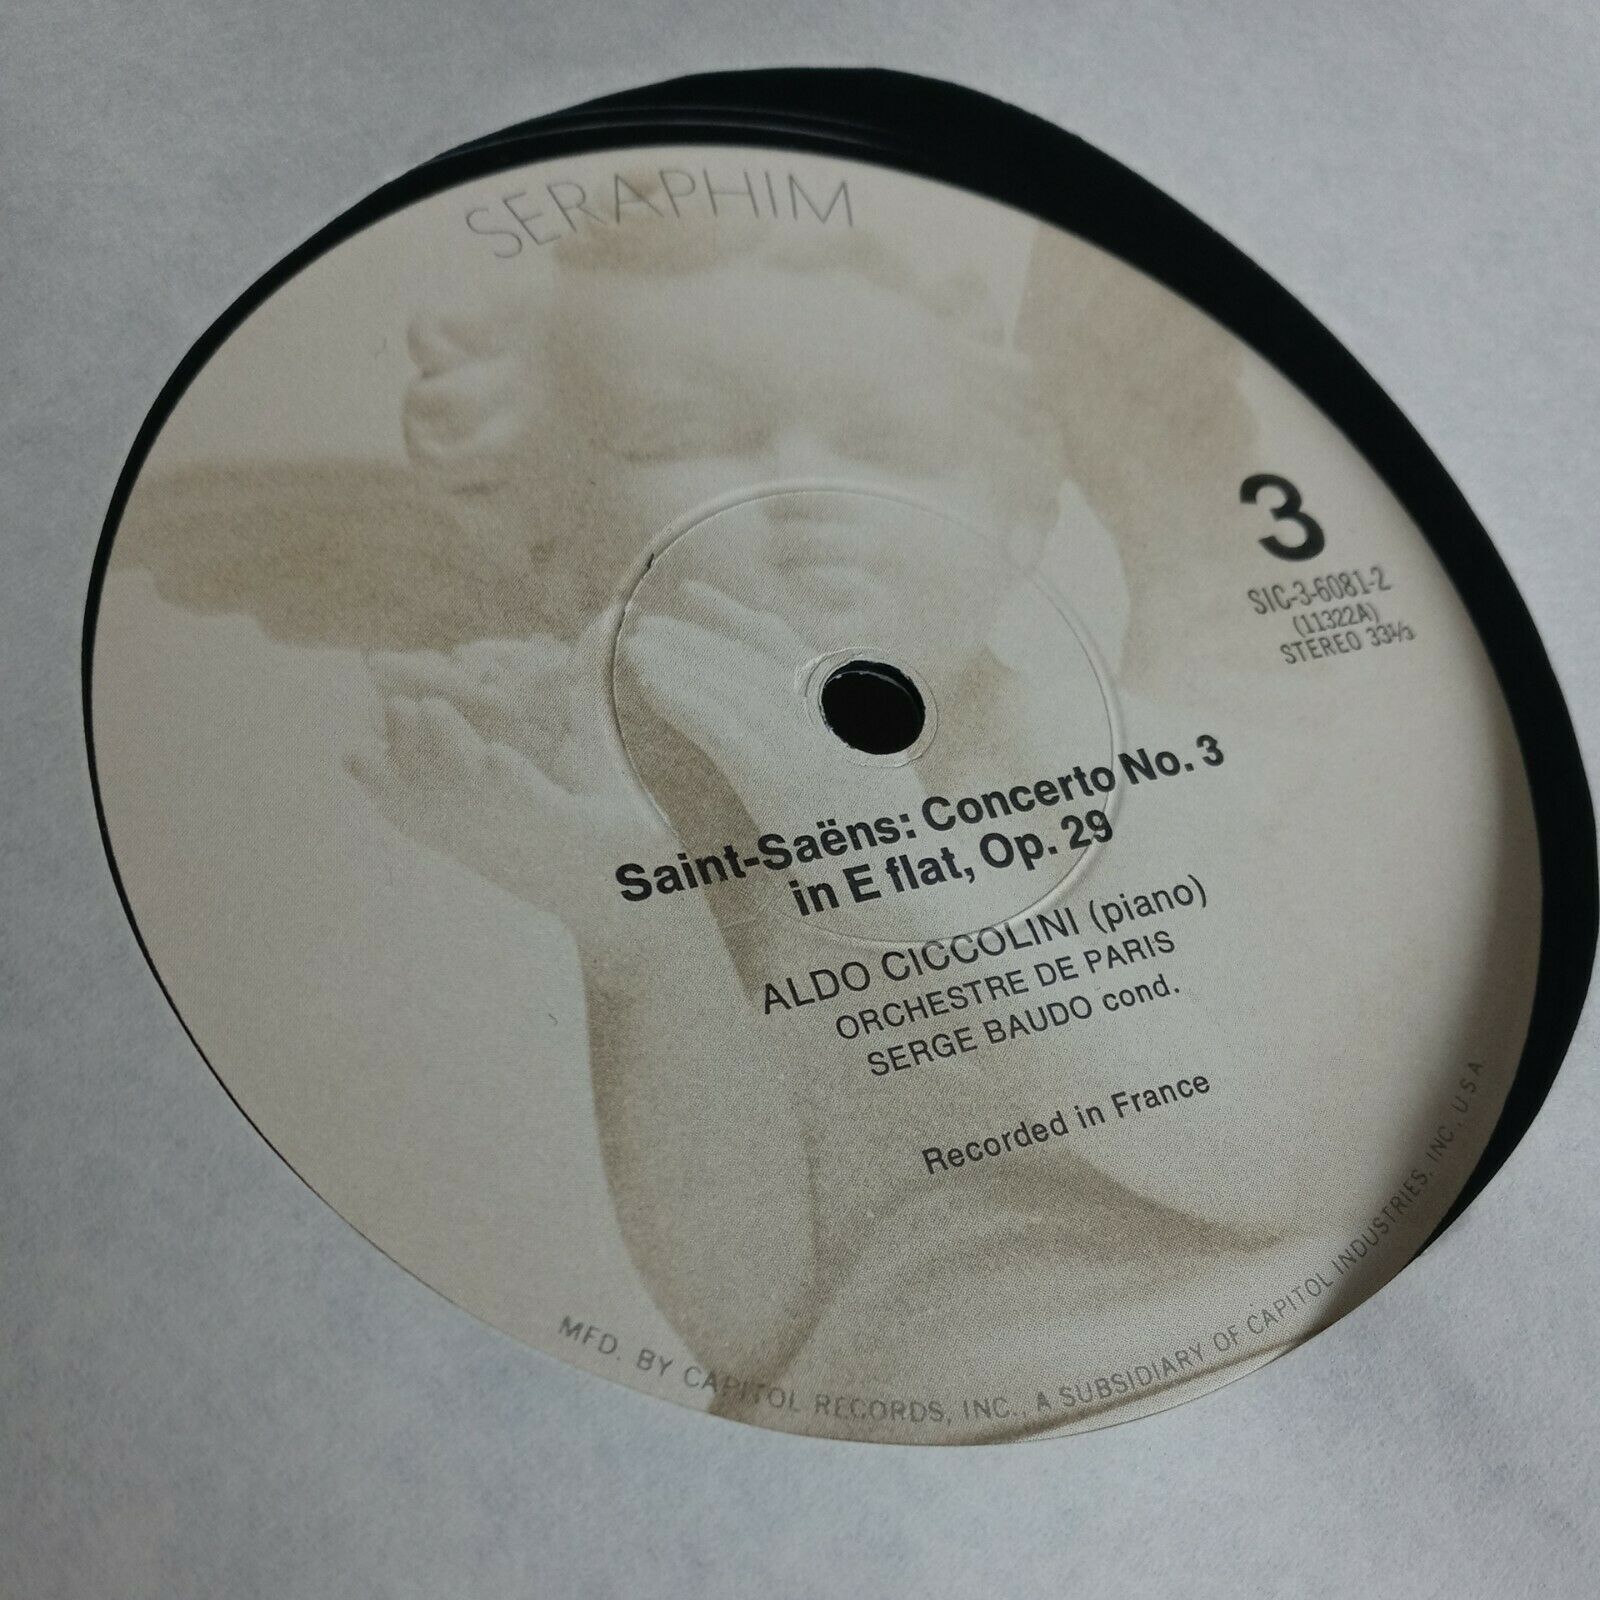 SERAPHIM
3
SIC-3-6081-2
(11322A)
STEREO 33⅓
Saint-Saëns: Concerto No. 3
in E flat, Op. 29
ALDO CICCOLINI (piano)
ORCHESTRE DE PARIS
SERGE BAUDO cond.
Recorded in France
MFD. BY CAPITOL RECORDS, INC., A SUBSIDIARY OF CAPITOL INDUSTRIES, INC., U.S.A